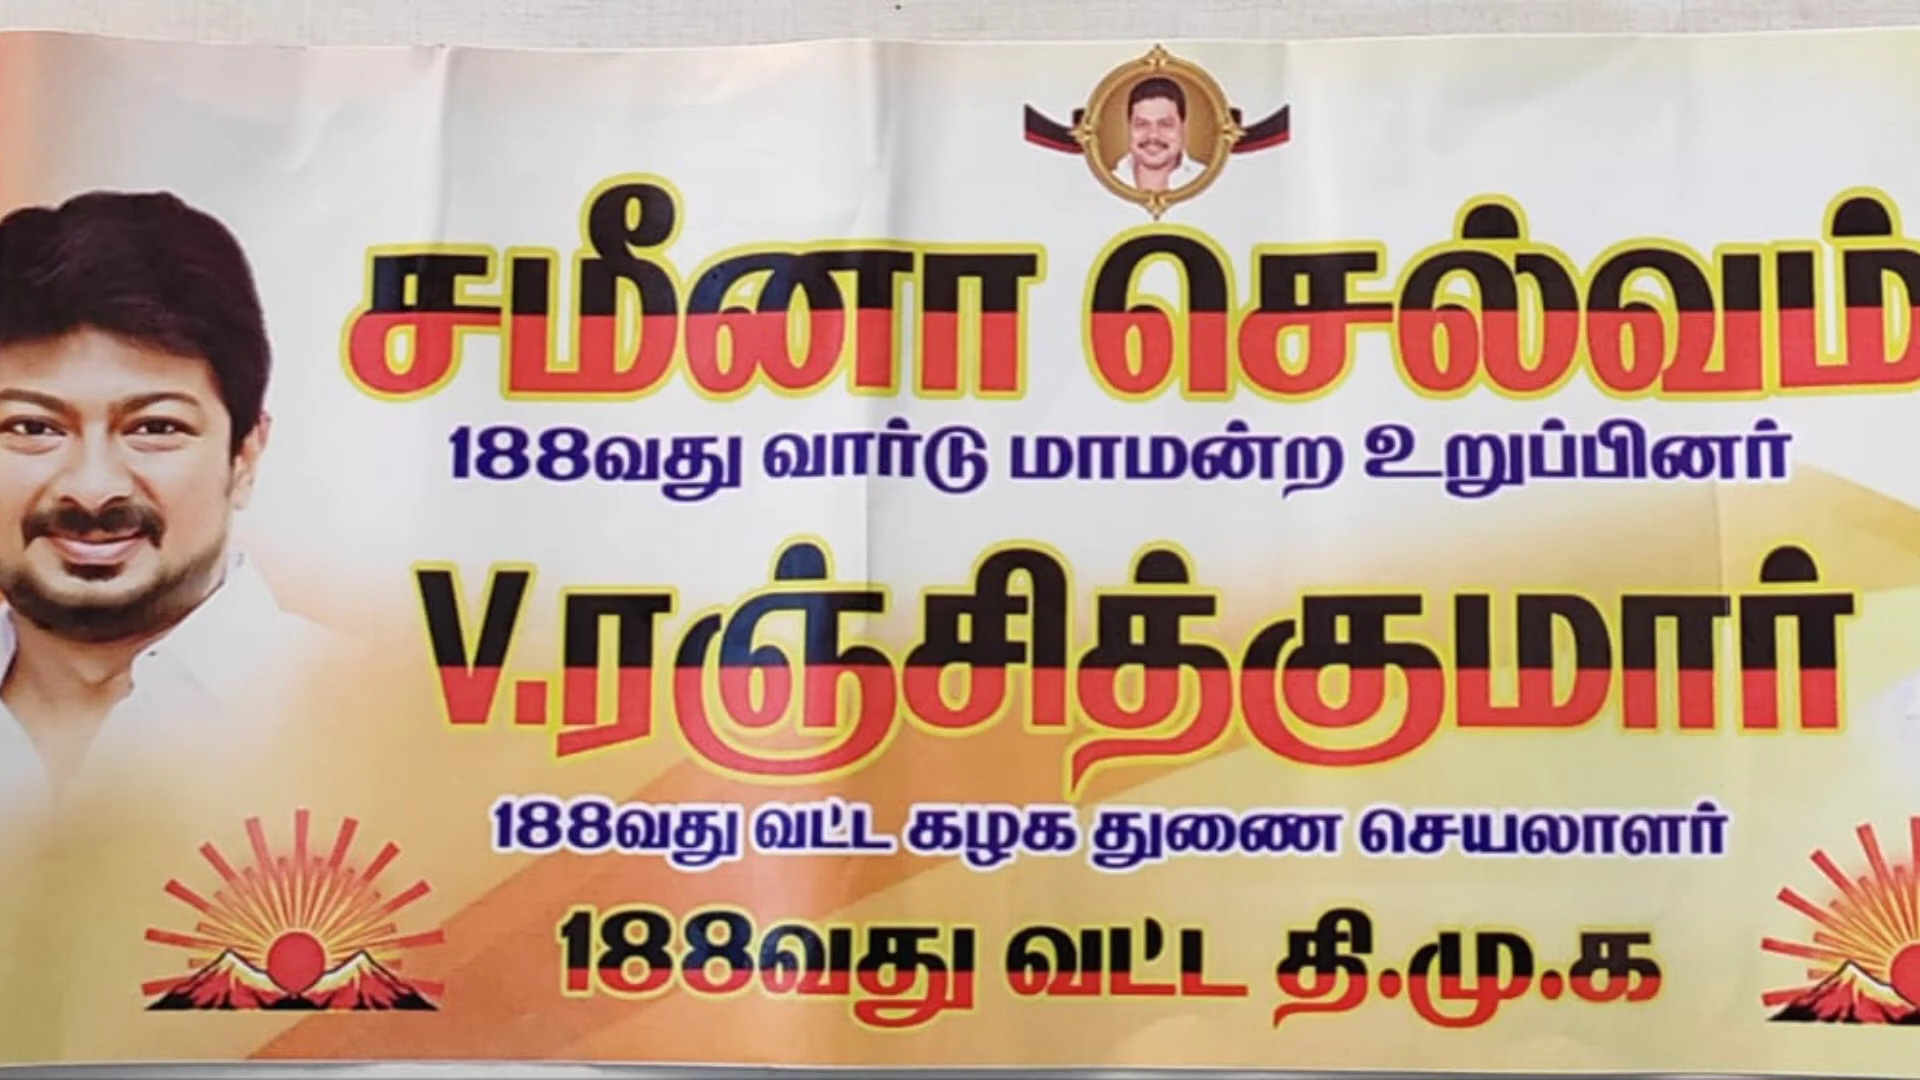 சமீனா செல்வம்
188வது வார்டு மாமன்ற உறுப்பினர்
V.ரஞ்சித்குமார்
188வது வட்ட கழக துணை செயலாளர்
188வது வட்ட தி.மு.க